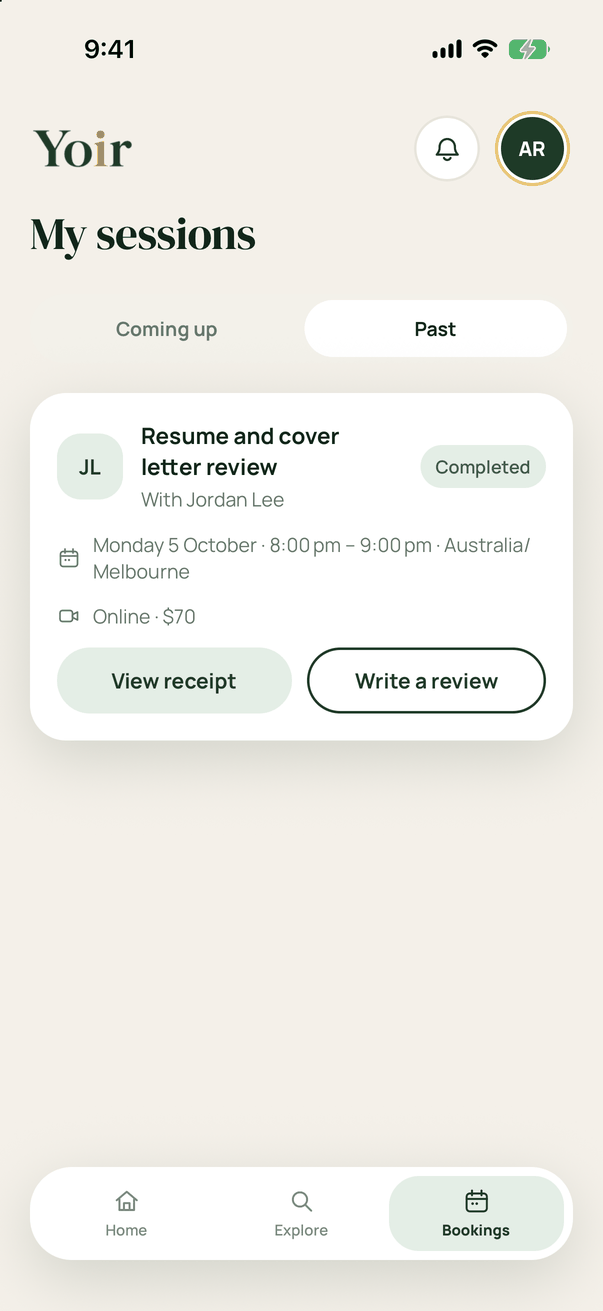 9:41
Yoir
AR
My sessions
Coming up
Past
Resume and cover
letter review
JL
Completed
With Jordan Lee
Monday 5 October · 8:00 pm – 9:00 pm · Australia/
Melbourne
Online · $70
View receipt
Write a review
Home
Explore
Bookings